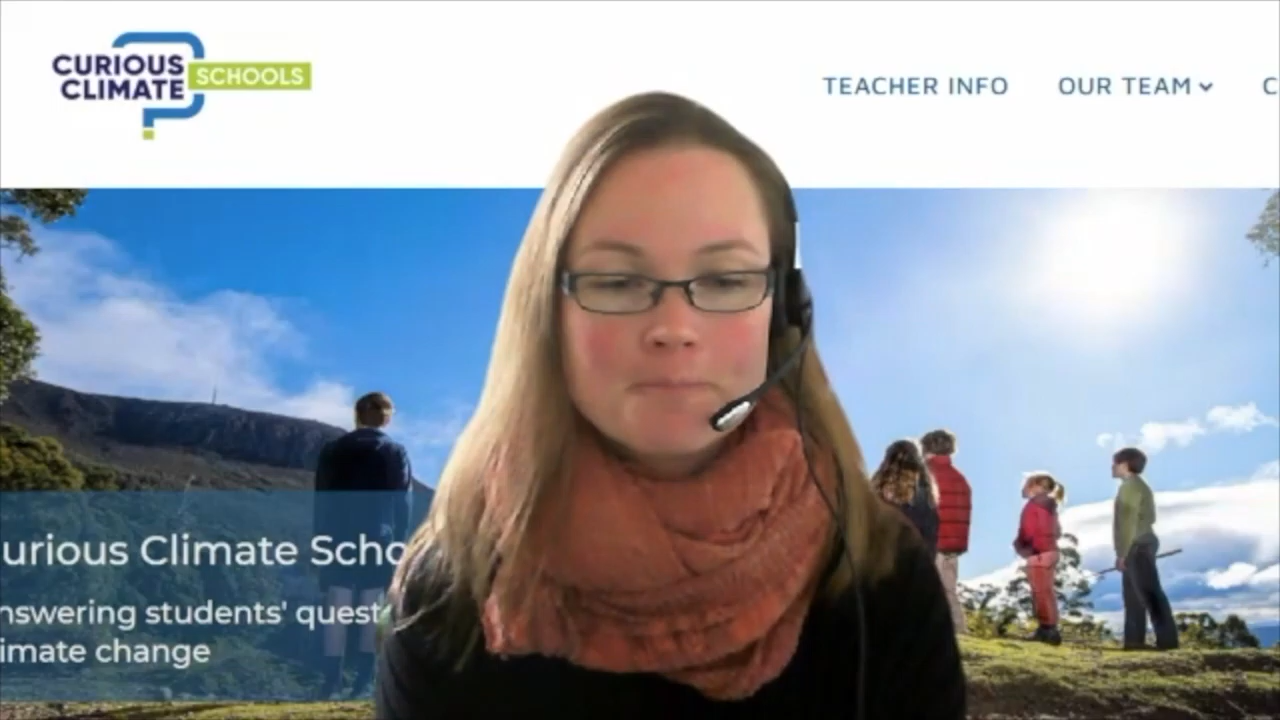 CURIOUS
CLIMATE
SCHOOLS
TEACHER INFO
OUR TEAM
C
urious Climate Scho
nswering students' quest
imate change